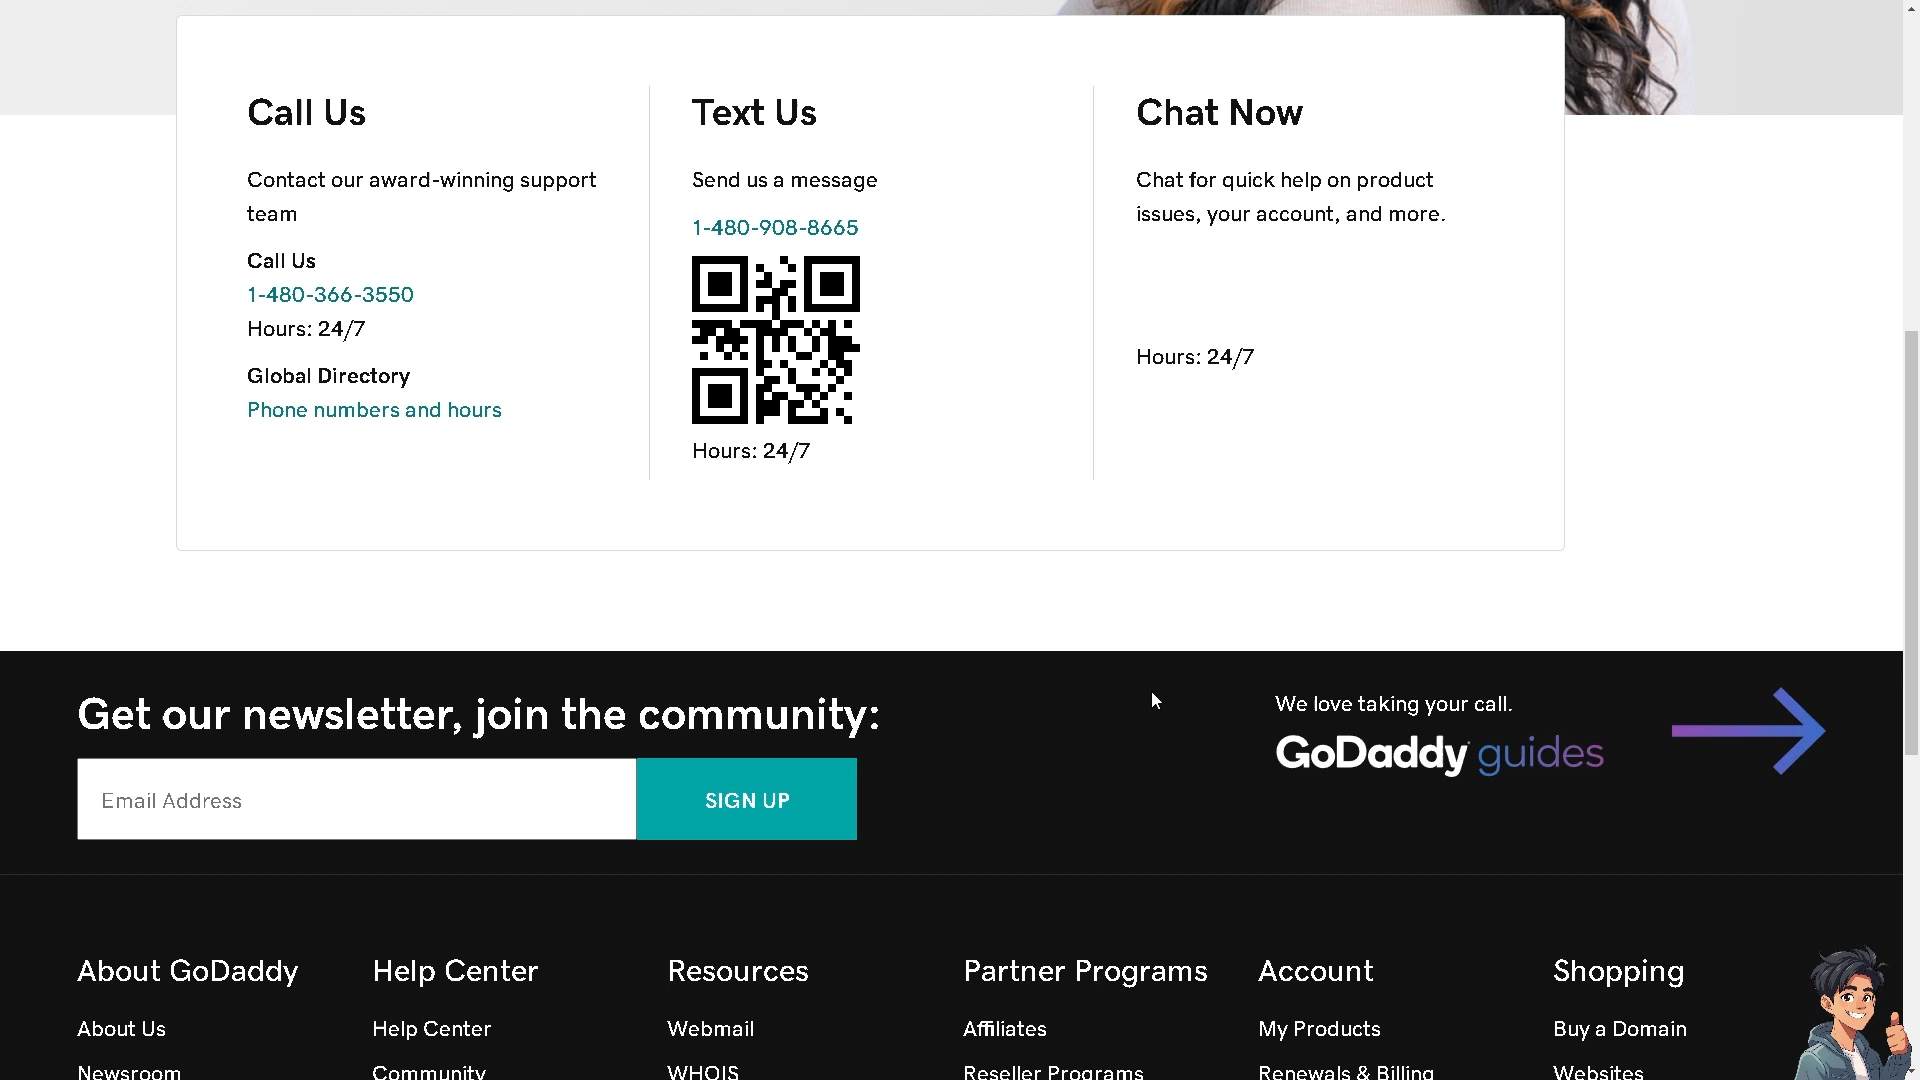 Call Us
Contact our award-winning support
team
Call Us
1-480-366-3550
Hours: 24/7
Global Directory
Phone numbers and hours
Text Us
Send us a message
1-480-908-8665
Hours: 24/7
Chat Now
Chat for quick help on product
issues, your account, and more.
Hours: 24/7
Get our newsletter, join the community:
Email Address
SIGN UP
We love taking your call.
GoDaddy guides
About GoDaddy
About Us
Newsroom
Help Center
Help Center
Community
Resources
Webmail
WHOIS
Partner Programs
Affiliates
Reseller Programs
Account
My Products
Renewals & Billing
Shopping
Buy a Domain
Websites